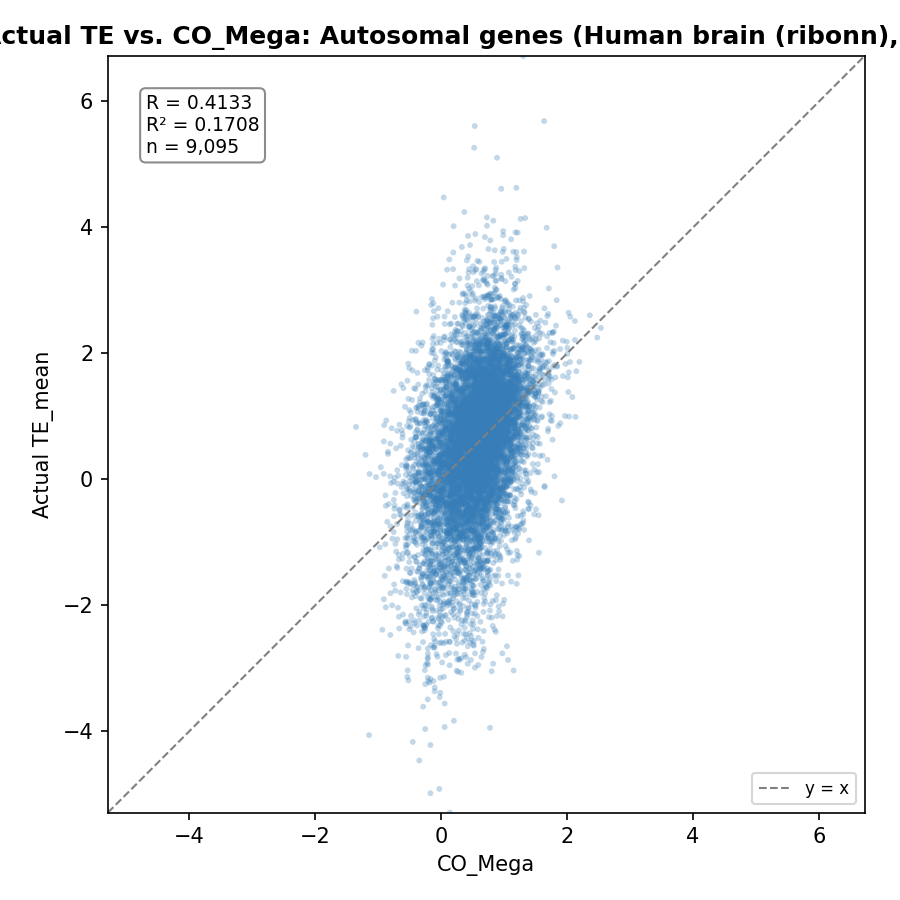 ctual TE vs. CO_Mega: Autosomal genes (Human brain (ribonn),
R = 0.4133
R² = 0.1708
n = 9,095
6
4
2
0
−2
−4
Actual TE_mean
−4
−2
0
2
4
6
CO_Mega
y = x